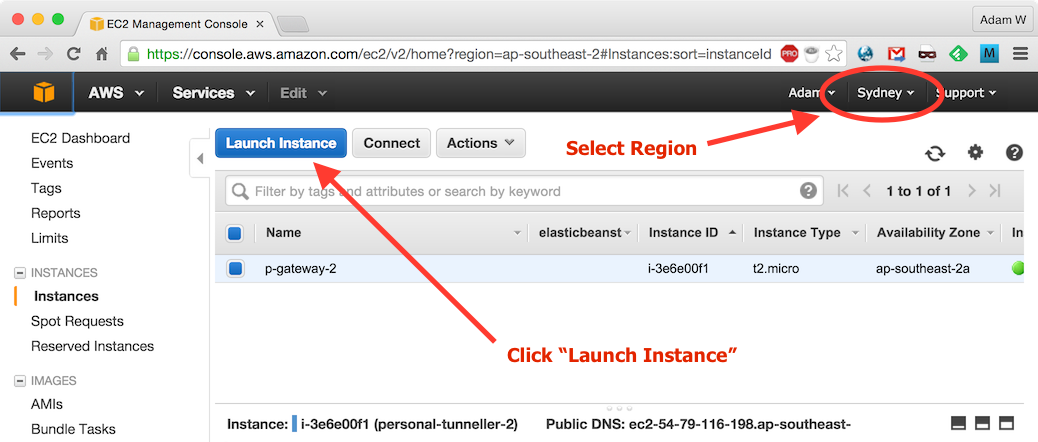 EC2 Management Console
Adam W
https://console.aws.amazon.com/ec2/v2/home?region=ap-southeast-2#Instances:sort=instanceId
PRO
M
AWS Services Edit Adam Sydney Support
EC2 Dashboard
Events
Tags
Reports
Limits
INSTANCES
Instances
Spot Requests
Reserved Instances
IMAGES
AMIs
Bundle Tasks
Launch Instance Connect Actions
Select Region
Filter by tags and attributes or search by keyword
1 to 1 of 1
Name elasticbeanst Instance ID Instance Type Availability Zone In
p-gateway-2 i-3e6e00f1 t2.micro ap-southeast-2a
Click “Launch Instance”
Instance: i-3e6e00f1 (personal-tunneller-2) Public DNS: ec2-54-79-116-198.ap-southeast-